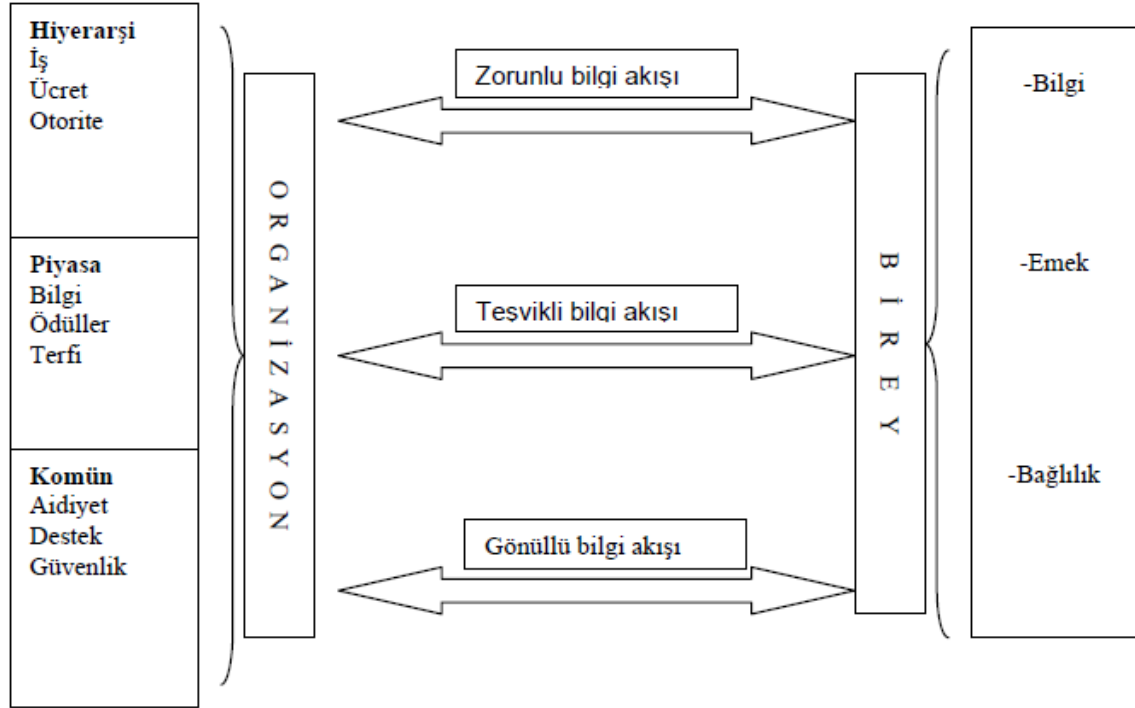 Hiyerarşi
İş
Ücret
Otorite
Piyasa
Bilgi
Ödüller
Terfi
Komün
Aidiyet
Destek
Güvenlik
ORGANİZASYON
Zorunlu bilgi akışı
Teşvikli bilgi akışı
Gönüllü bilgi akışı
BİREY
-Bilgi
-Emek
-Bağlılık